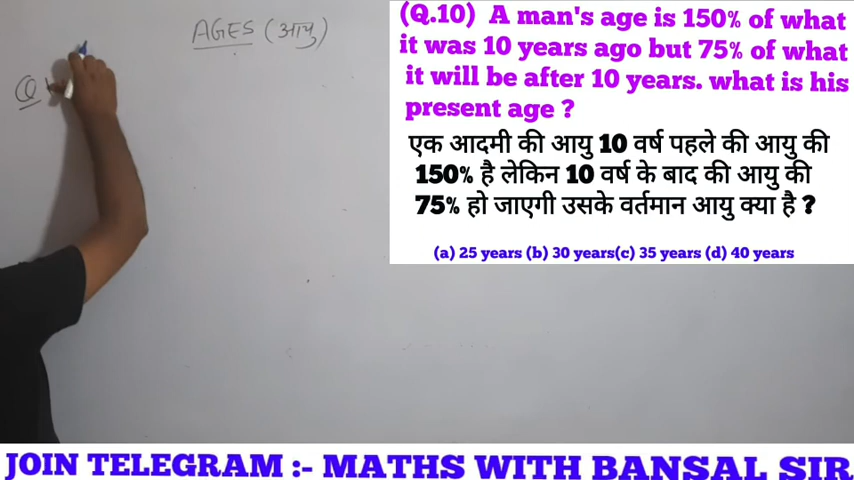 AGES (आयु)
Q
(Q.10) A man's age is 150% of what
it was 10 years ago but 75% of what
it will be after 10 years. what is his
present age ?
एक आदमी की आयु 10 वर्ष पहले की आयु की
150% है लेकिन 10 वर्ष के बाद की आयु की
75% हो जाएगी उसके वर्तमान आयु क्या है ?
(a) 25 years (b) 30 years(c) 35 years (d) 40 years
JOIN TELEGRAM :- MATHS WITH BANSAL SIR